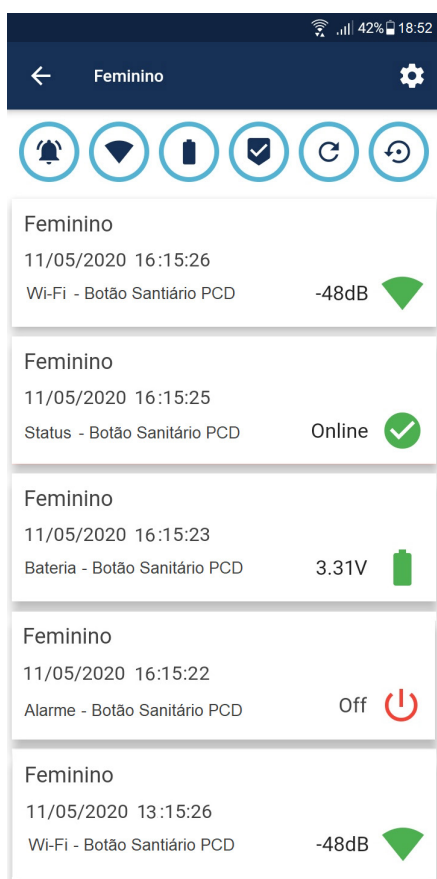 42% 18:52
Feminino
Feminino
11/05/2020 16:15:26
Wi-Fi - Botão Santiário PCD
-48dB
Feminino
11/05/2020 16:15:25
Status - Botão Sanitário PCD
Online
Feminino
11/05/2020 16:15:23
Bateria - Botão Sanitário PCD
3.31V
Feminino
11/05/2020 16:15:22
Alarme - Botão Sanitário PCD
Off
Feminino
11/05/2020 13:15:26
Wi-Fi - Botão Santiário PCD
-48dB